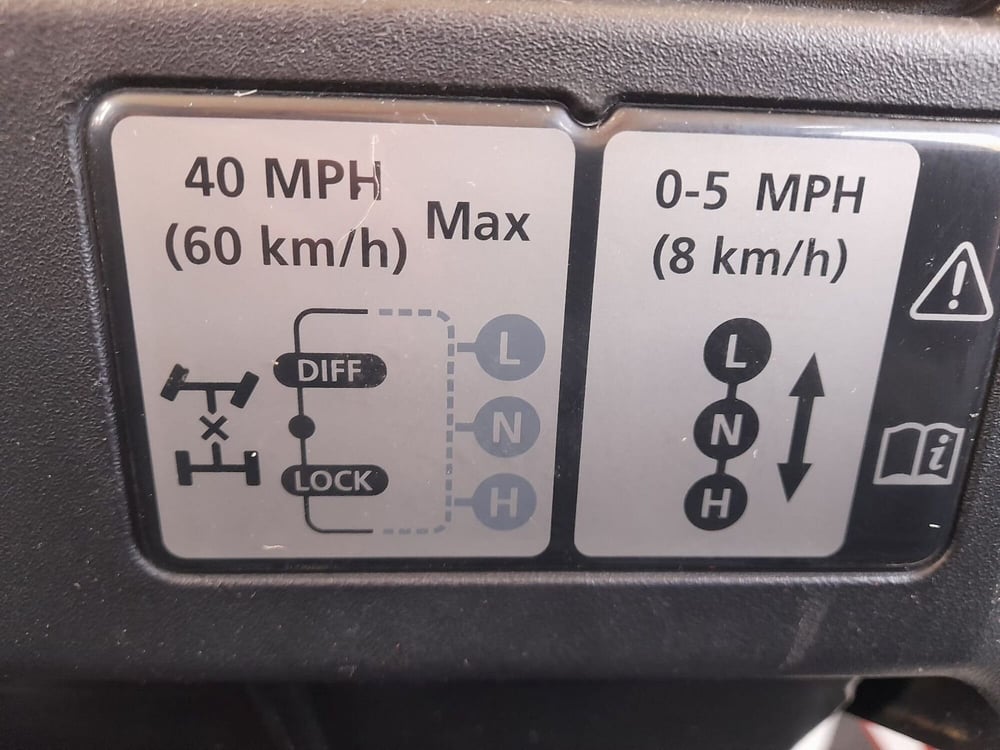 40 MPH
(60 km/h)
Max
DIFF
LOCK
L
N
H
0-5 MPH
(8 km/h)
L
N
H
!
i